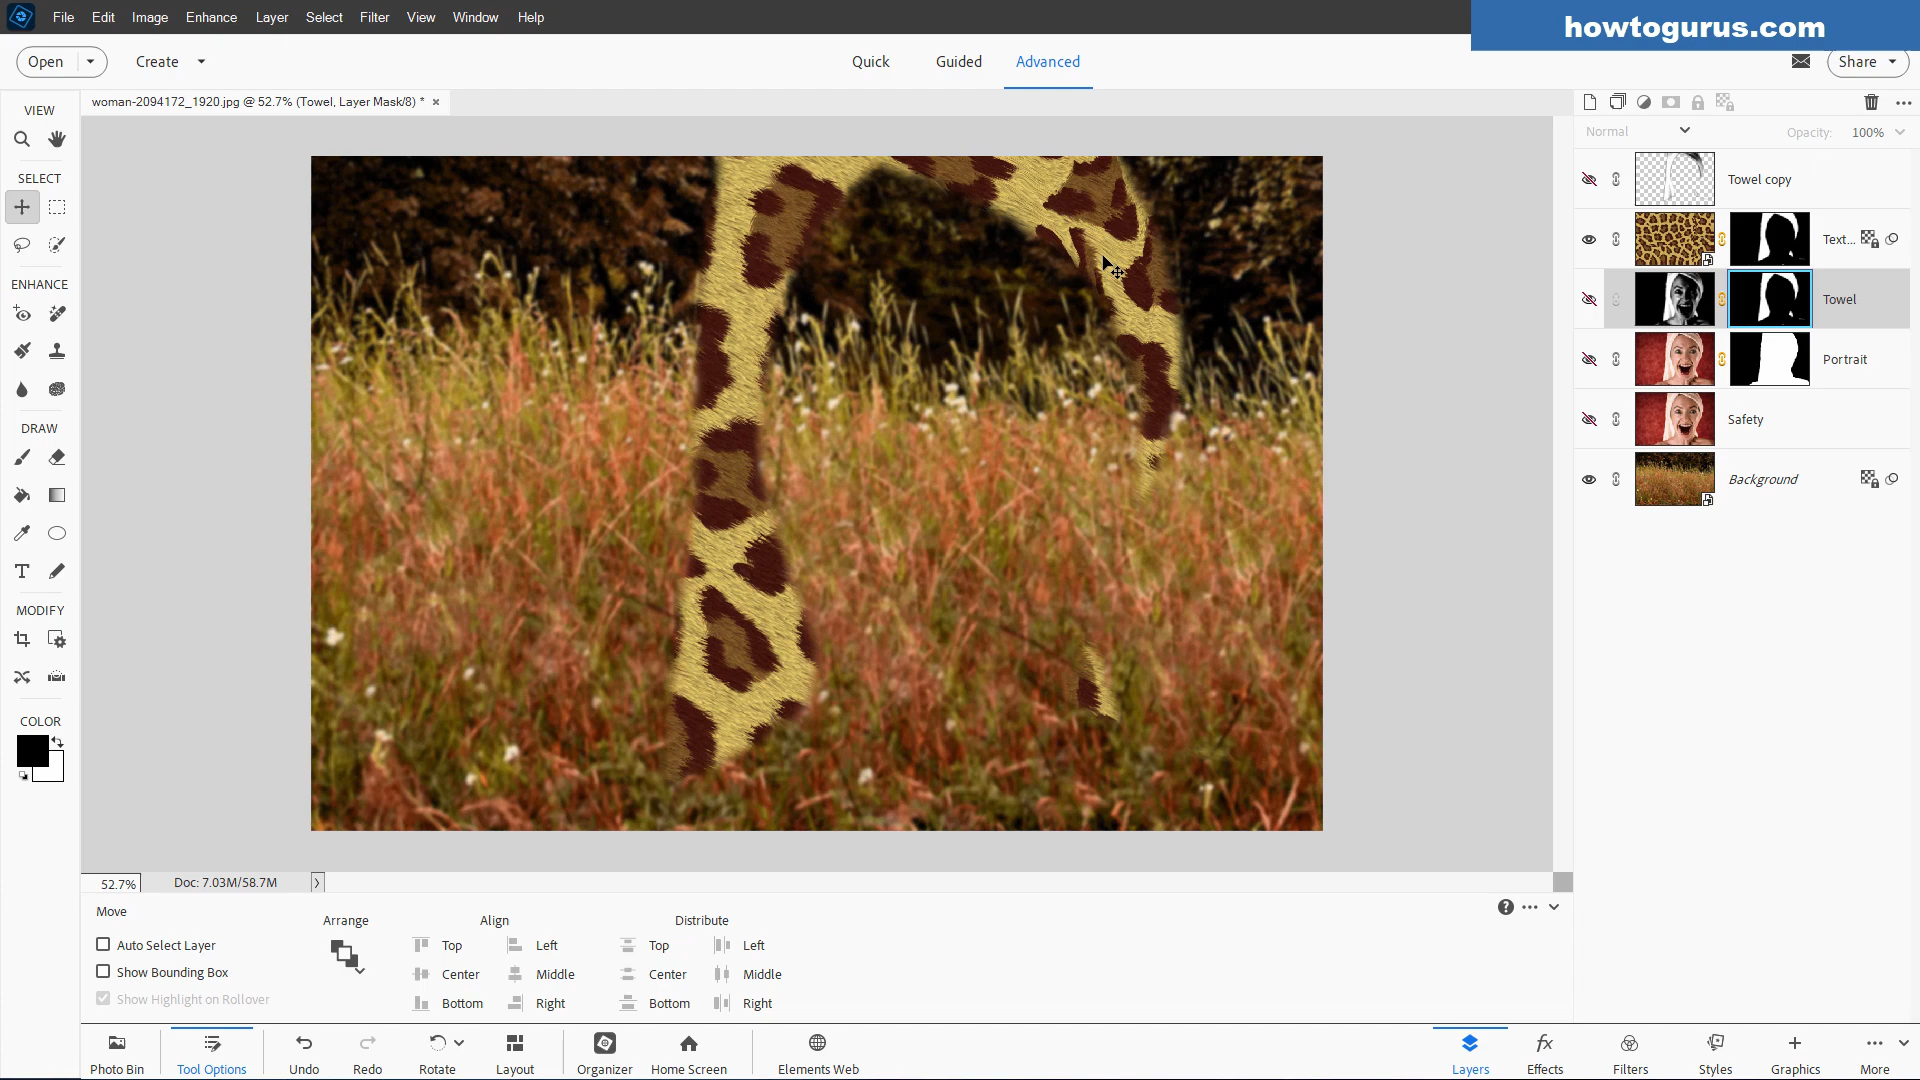 File Edit Image Enhance Layer Select Filter View Window Help
howtogurus.com
Open Create Quick Guided Advanced Share
VIEW
woman-2094172_1920.jpg @ 52.7% (Towel, Layer Mask/8) *
Normal Opacity: 100%
SELECT
Towel copy
Text...
ENHANCE
Towel
Portrait
DRAW
Safety
Background
MODIFY
COLOR
52.7% Doc: 7.03M/58.7M
Move
Arrange Align Distribute
Auto Select Layer Top Left Top Left
Show Bounding Box Center Middle Center Middle
Show Highlight on Rollover Bottom Right Bottom Right
Photo Bin Tool Options Undo Redo Rotate Layout Organizer Home Screen Elements Web Layers Effects Filters Styles Graphics More